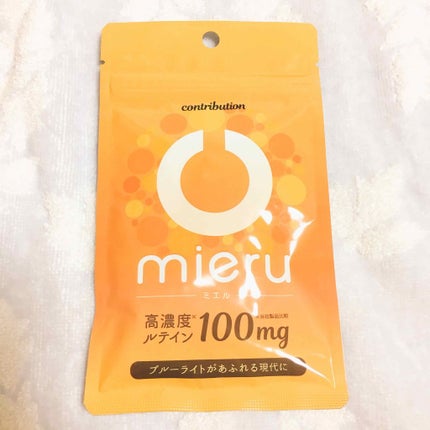 contribution
mieru
ミエル
高濃度※
ルテイン 100mg
ブルーライトがあふれる現代に